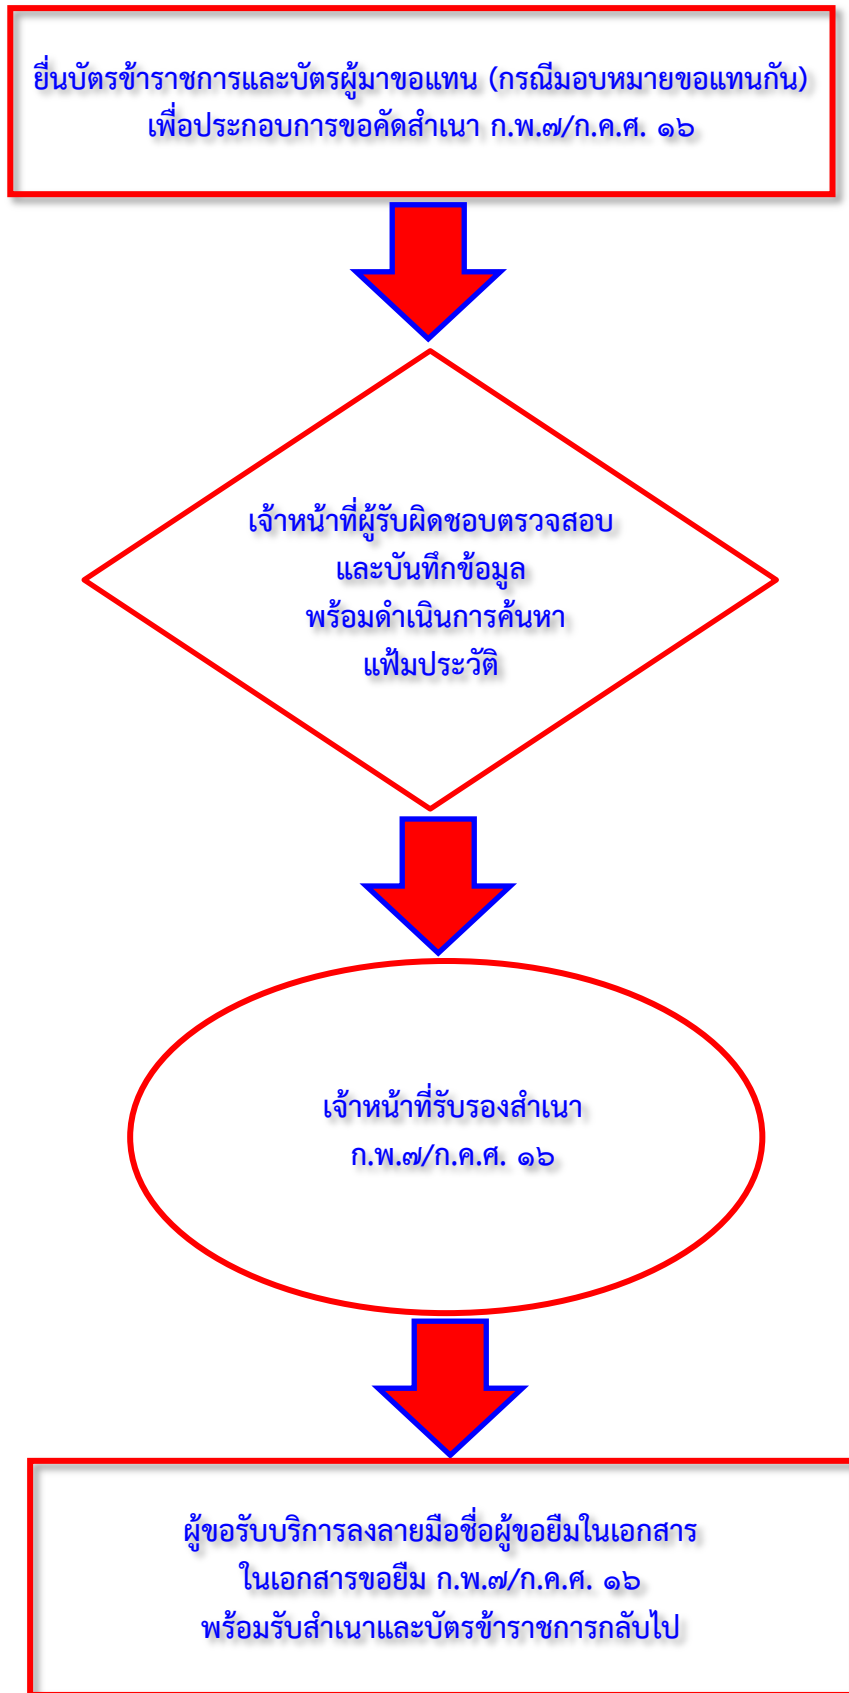 ยื่นบัตรข้าราชการและบัตรผู้มาขอแทน (กรณีมอบหมายขอแทนกัน)
เพื่อประกอบการขอคัดสำเนา ก.พ.๗/ก.ค.ศ. ๑๖
เจ้าหน้าที่ผู้รับผิดชอบตรวจสอบ
และบันทึกข้อมูล
พร้อมดำเนินการค้นหา
แฟ้มประวัติ
เจ้าหน้าที่รับรองสำเนา
ก.พ.๗/ก.ค.ศ. ๑๖
ผู้ขอรับบริการลงลายมือชื่อผู้ขอยืมในเอกสาร
ในเอกสารขอยืม ก.พ.๗/ก.ค.ศ. ๑๖
พร้อมรับสำเนาและบัตรข้าราชการกลับไป